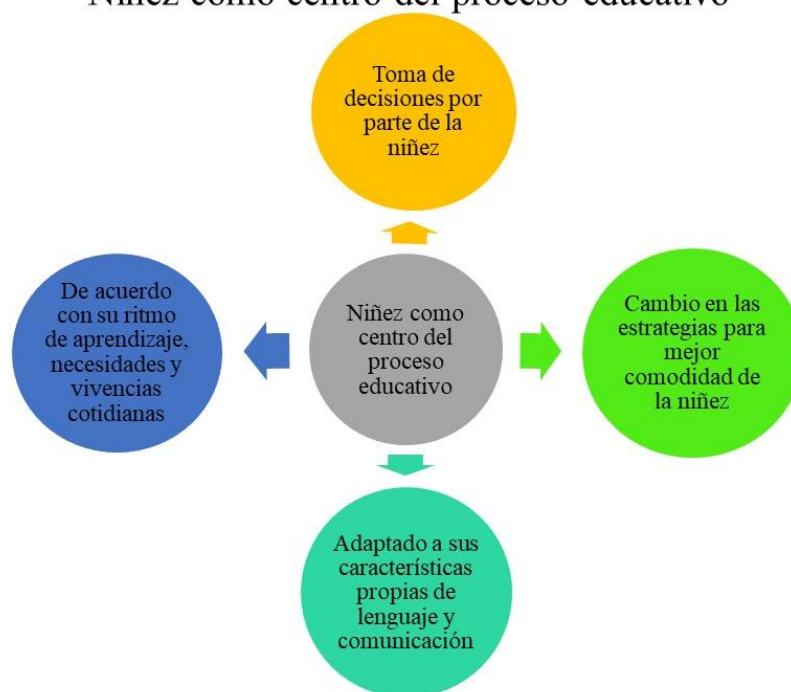 Niñez como centro del proceso educativo
Toma de
decisiones por
parte de la
niñez
De acuerdo
con su ritmo
de aprendizaje,
necesidades y
vivencias
cotidianas
Niñez como
centro del
proceso
educativo
Cambio en las
estrategias para
mejor
comodidad de
la niñez
Adaptado a sus
características
propias de
lenguaje y
comunicación